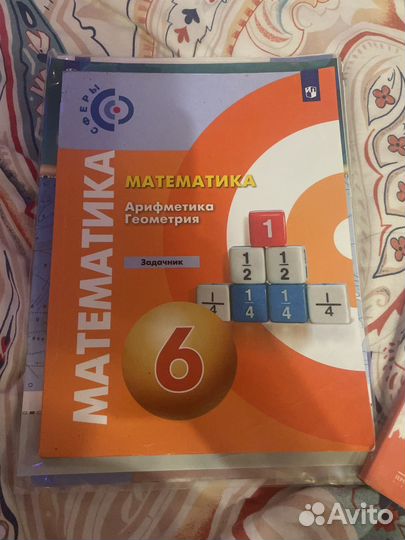 СФЕРЫ
МАТЕМАТИКА
МАТЕМАТИКА
Арифметика
Геометрия
Задачник
1
1/2 1/2
1/4 1/4 1/4 1/4
6
Avito